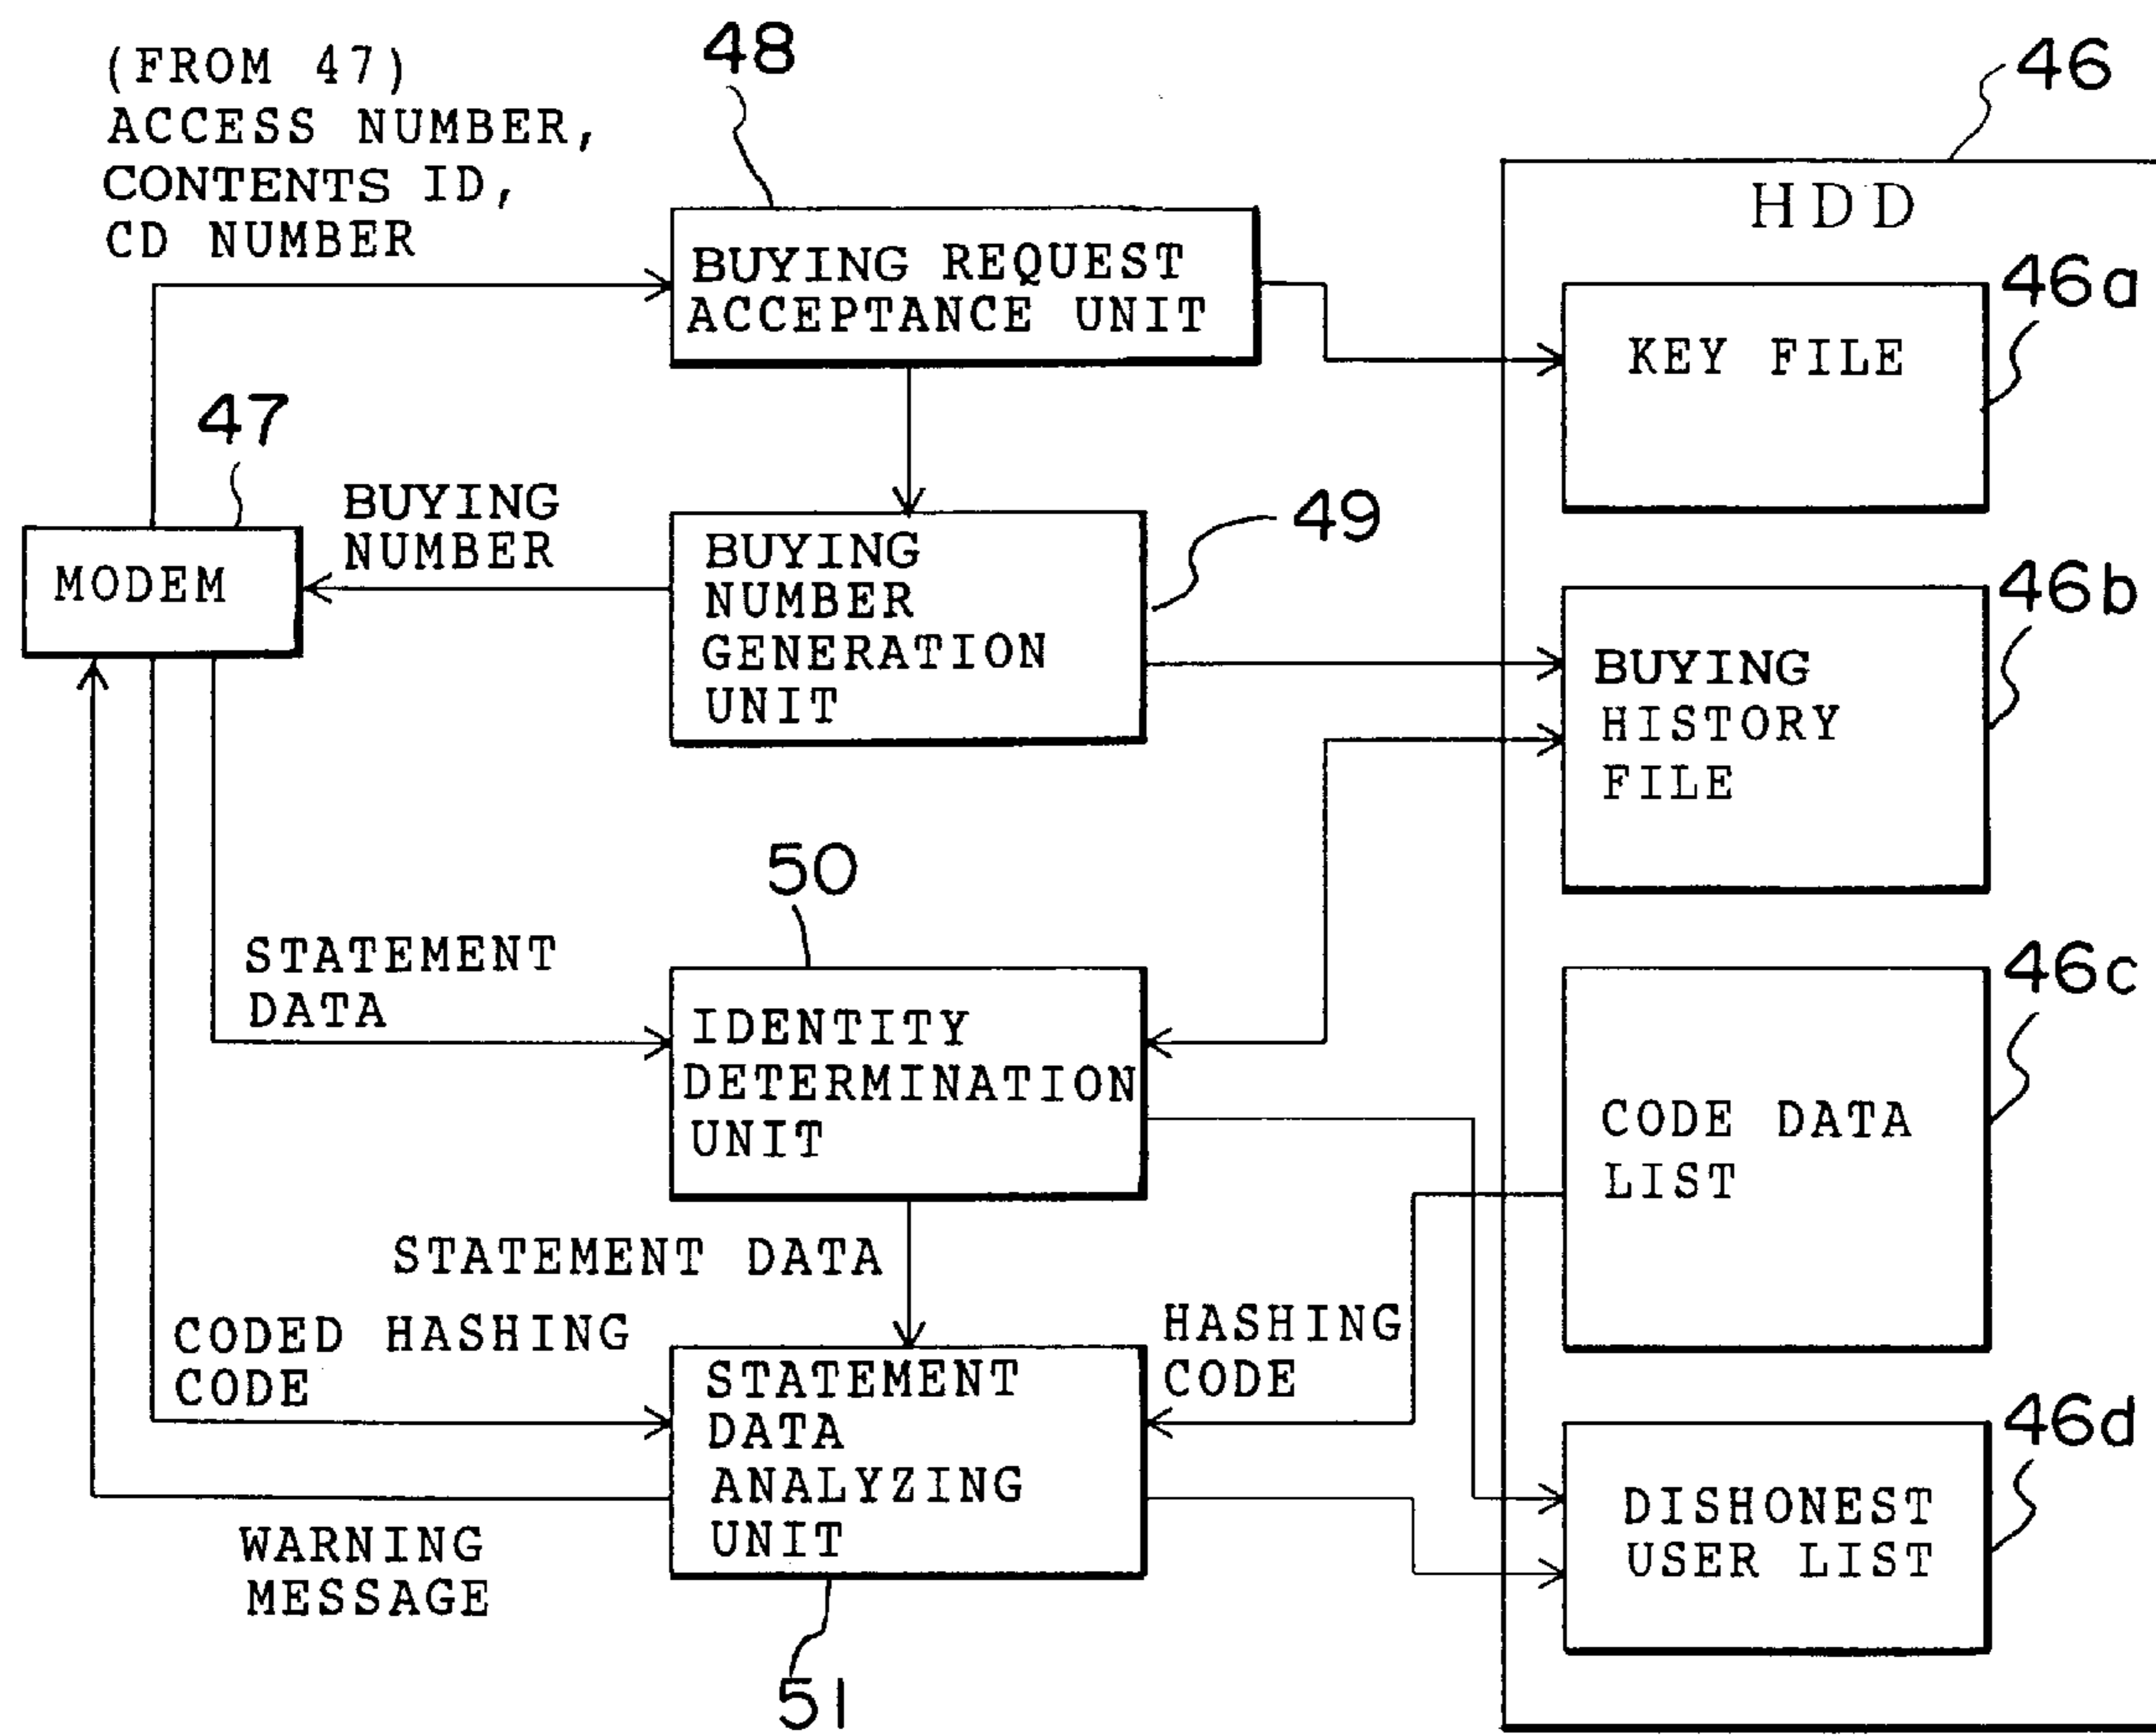 (FROM 47)
ACCESS NUMBER,
CONTENTS ID,
CD NUMBER
48
46
HDD
BUYING REQUEST
ACCEPTANCE UNIT
46a
KEY FILE
47
MODEM
BUYING
NUMBER
49
BUYING
NUMBER
GENERATION
UNIT
46b
BUYING
HISTORY
FILE
50
STATEMENT
DATA
IDENTITY
DETERMINATION
UNIT
46c
CODE DATA
LIST
STATEMENT DATA
CODED HASHING
CODE
HASHING
CODE
STATEMENT
DATA
ANALYZING
UNIT
46d
DISHONEST
USER LIST
WARNING
MESSAGE
51